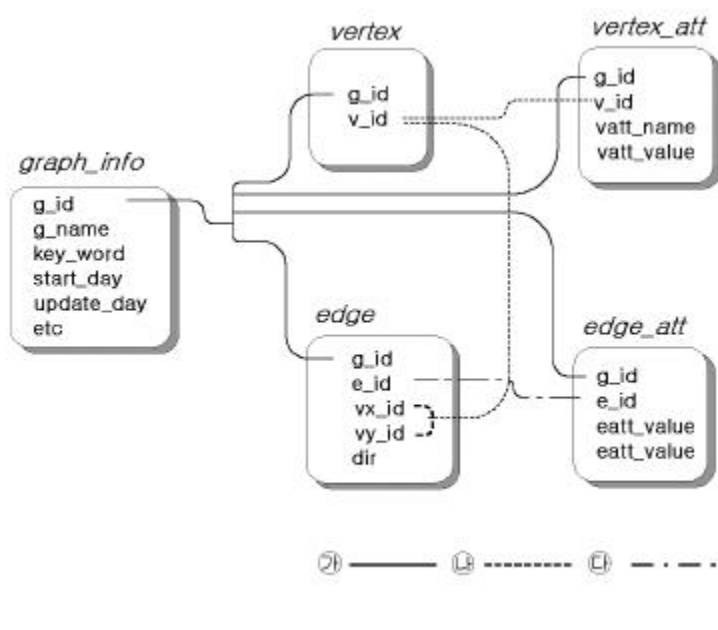 vertex
g_id
v_id
vertex_att
g_id
v_id
vatt_name
vatt_value
graph_info
g_id
g_name
key_word
start_day
update_day
etc
edge
g_id
e_id
vx_id
vy_id
dir
edge_att
g_id
e_id
eatt_value
eatt_value
㉮ ㉯ ㉰